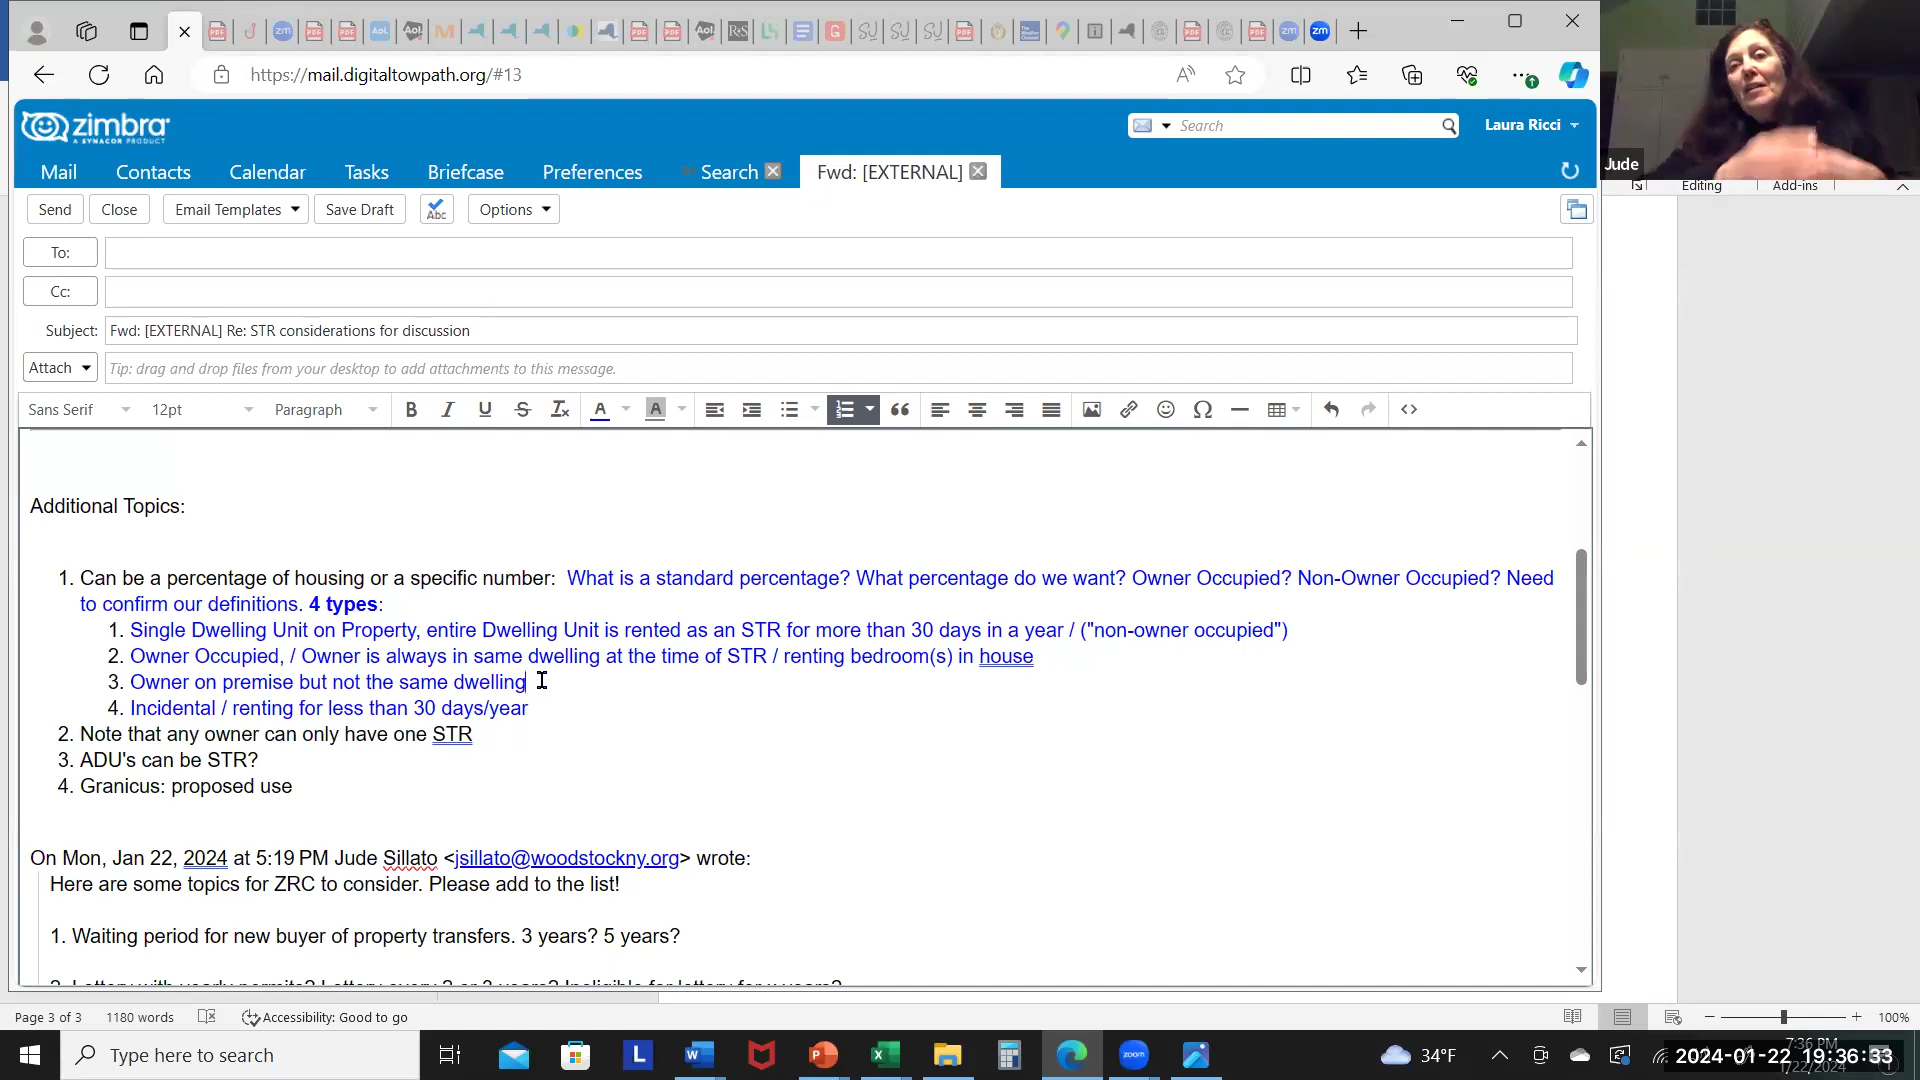 https://mail.digitaltowpath.org/#13
zimbra
A SYNACOR PRODUCT
Search
Laura Ricci
Jude
Mail Contacts Calendar Tasks Briefcase Preferences Search Fwd: [EXTERNAL]
Editing Add-ins
Send Close Email Templates Save Draft Abc Options
To:
Cc:
Subject: Fwd: [EXTERNAL] Re: STR considerations for discussion
Attach Tip: drag and drop files from your desktop to add attachments to this message.
Sans Serif 12pt Paragraph
Additional Topics:
1. Can be a percentage of housing or a specific number: What is a standard percentage? What percentage do we want? Owner Occupied? Non-Owner Occupied? Need
to confirm our definitions. 4 types:
1. Single Dwelling Unit on Property, entire Dwelling Unit is rented as an STR for more than 30 days in a year / ("non-owner occupied")
2. Owner Occupied, / Owner is always in same dwelling at the time of STR / renting bedroom(s) in house
3. Owner on premise but not the same dwelling
4. Incidental / renting for less than 30 days/year
2. Note that any owner can only have one STR
3. ADU's can be STR?
4. Granicus: proposed use
On Mon, Jan 22, 2024 at 5:19 PM Jude Sillato <jsillato@woodstockny.org> wrote:
Here are some topics for ZRC to consider. Please add to the list!
1. Waiting period for new buyer of property transfers. 3 years? 5 years?
Page 3 of 3 1180 words Accessibility: Good to go 100%
Type here to search
34°F
7:36 PM
2024-01-22 19:36:33
1/22/2024